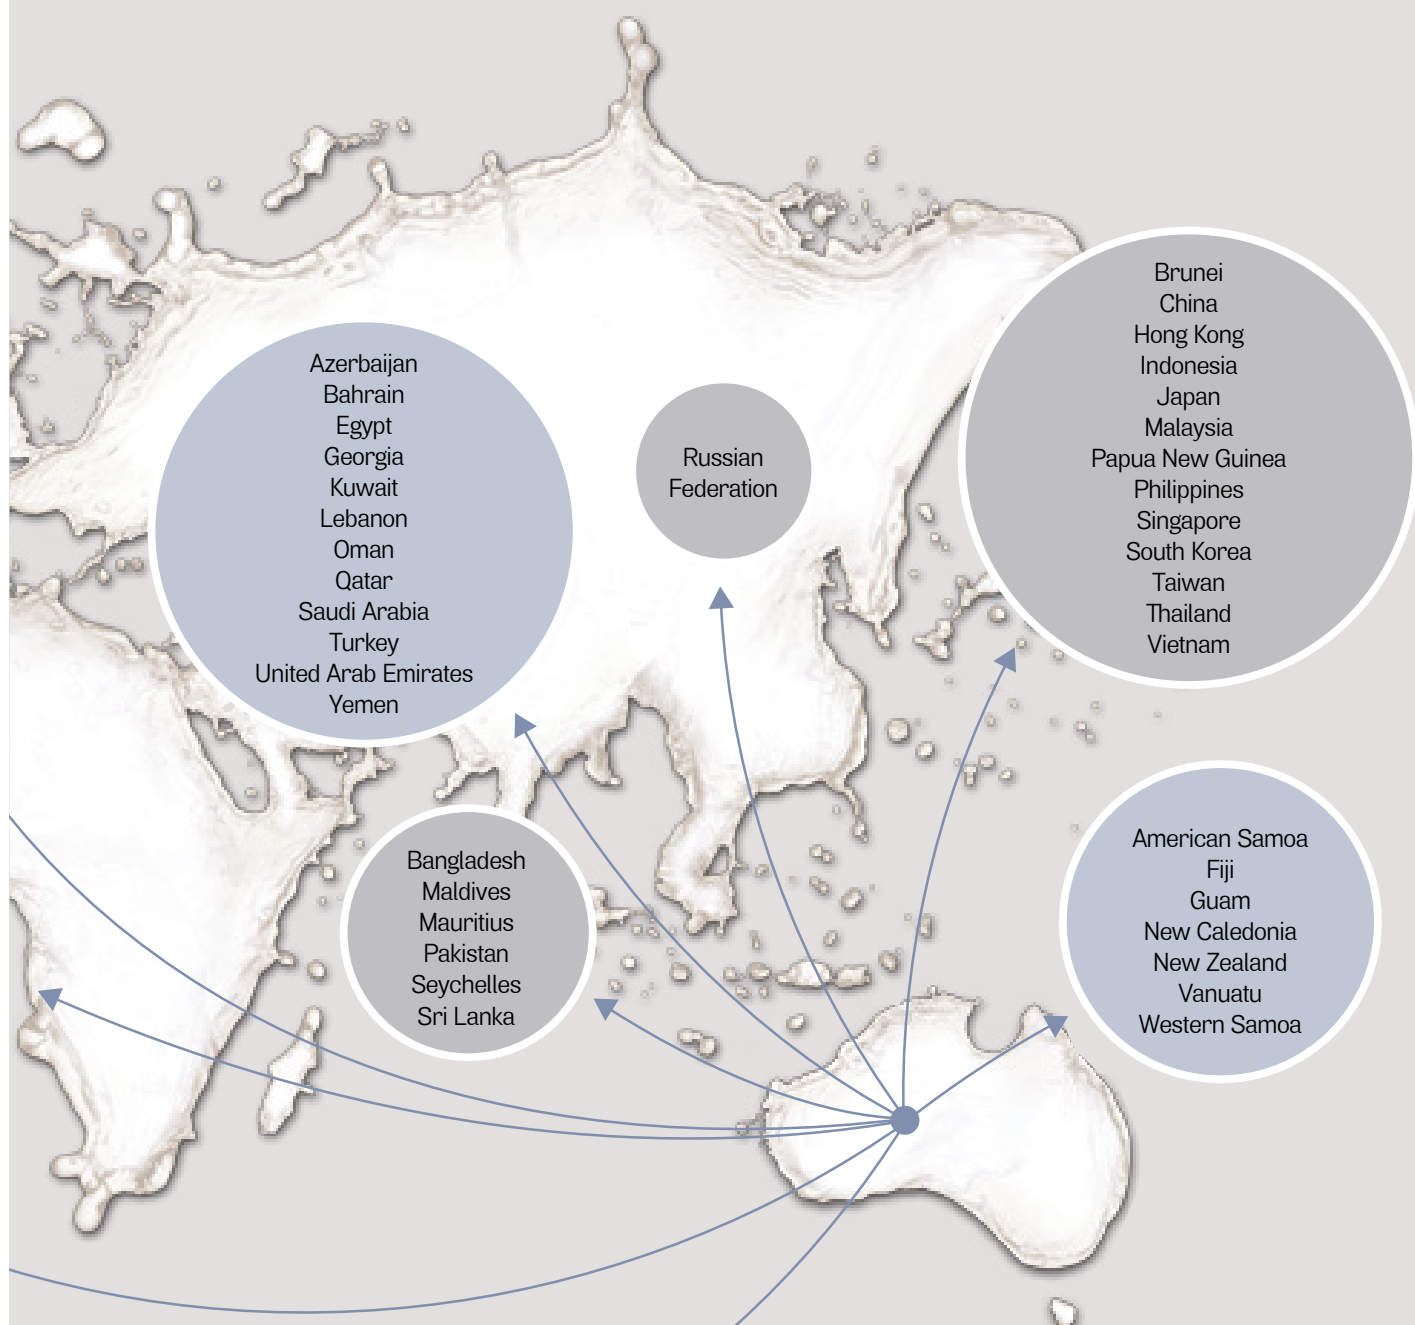 Azerbaijan
Bahrain
Egypt
Georgia
Kuwait
Lebanon
Oman
Qatar
Saudi Arabia
Turkey
United Arab Emirates
Yemen
Russian
Federation
Brunei
China
Hong Kong
Indonesia
Japan
Malaysia
Papua New Guinea
Philippines
Singapore
South Korea
Taiwan
Thailand
Vietnam
Bangladesh
Maldives
Mauritius
Pakistan
Seychelles
Sri Lanka
American Samoa
Fiji
Guam
New Caledonia
New Zealand
Vanuatu
Western Samoa